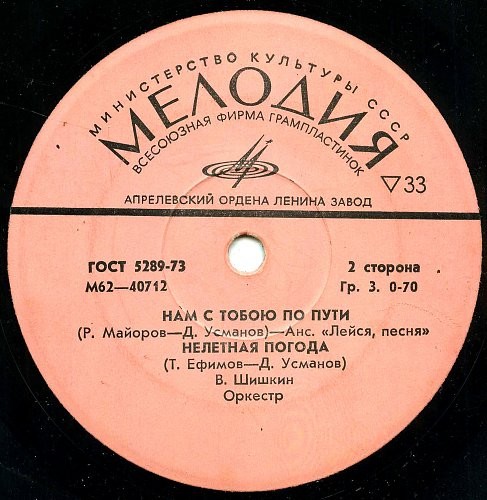 МИНИСТЕРСТВО КУЛЬТУРЫ СССР
МЕЛОДИЯ
ВСЕСОЮЗНАЯ ФИРМА ГРАМПЛАСТИНОК
▽33
АПРЕЛЕВСКИЙ ОРДЕНА ЛЕНИНА ЗАВОД
ГОСТ 5289-73
2 сторона
М62—40712
Гр. 3. 0-70
НАМ С ТОБОЮ ПО ПУТИ
(Р. Майоров—Д. Усманов)—Анс. «Лейся, песня»
НЕЛЕТНАЯ ПОГОДА
(Т. Ефимов—Д. Усманов)
В. Шишкин
Оркестр